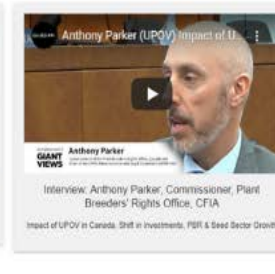 Anthony Parker (UPOV) Impact of U...
GIANT
VIEWS
Anthony Parker
Interview: Anthony Parker, Commissioner, Plant
Breeders' Rights Office, CFIA
Impact of UPOV in Canada, Shift in investments, PBR & Seed Sector Growth